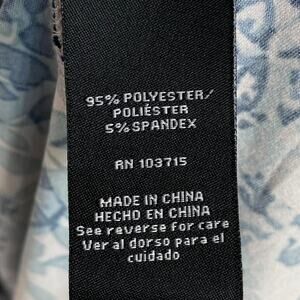 95% POLYESTER/
POLIÉSTER
5% SPANDEX
RN 103715
MADE IN CHINA
HECHO EN CHINA
See reverse for care
Ver al dorso para el
cuidado